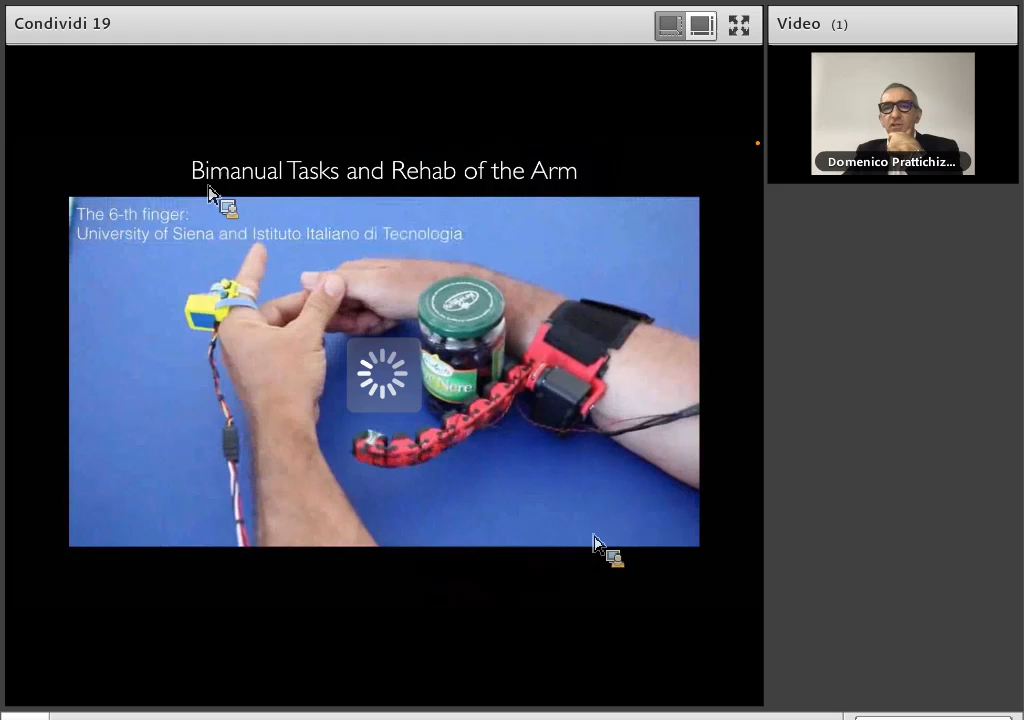 Condividi 19
Video (1)
Domenico Prattichiz...
Bimanual Tasks and Rehab of the Arm
The 6-th finger:
University of Siena and Istituto Italiano di Tecnologia
Nere